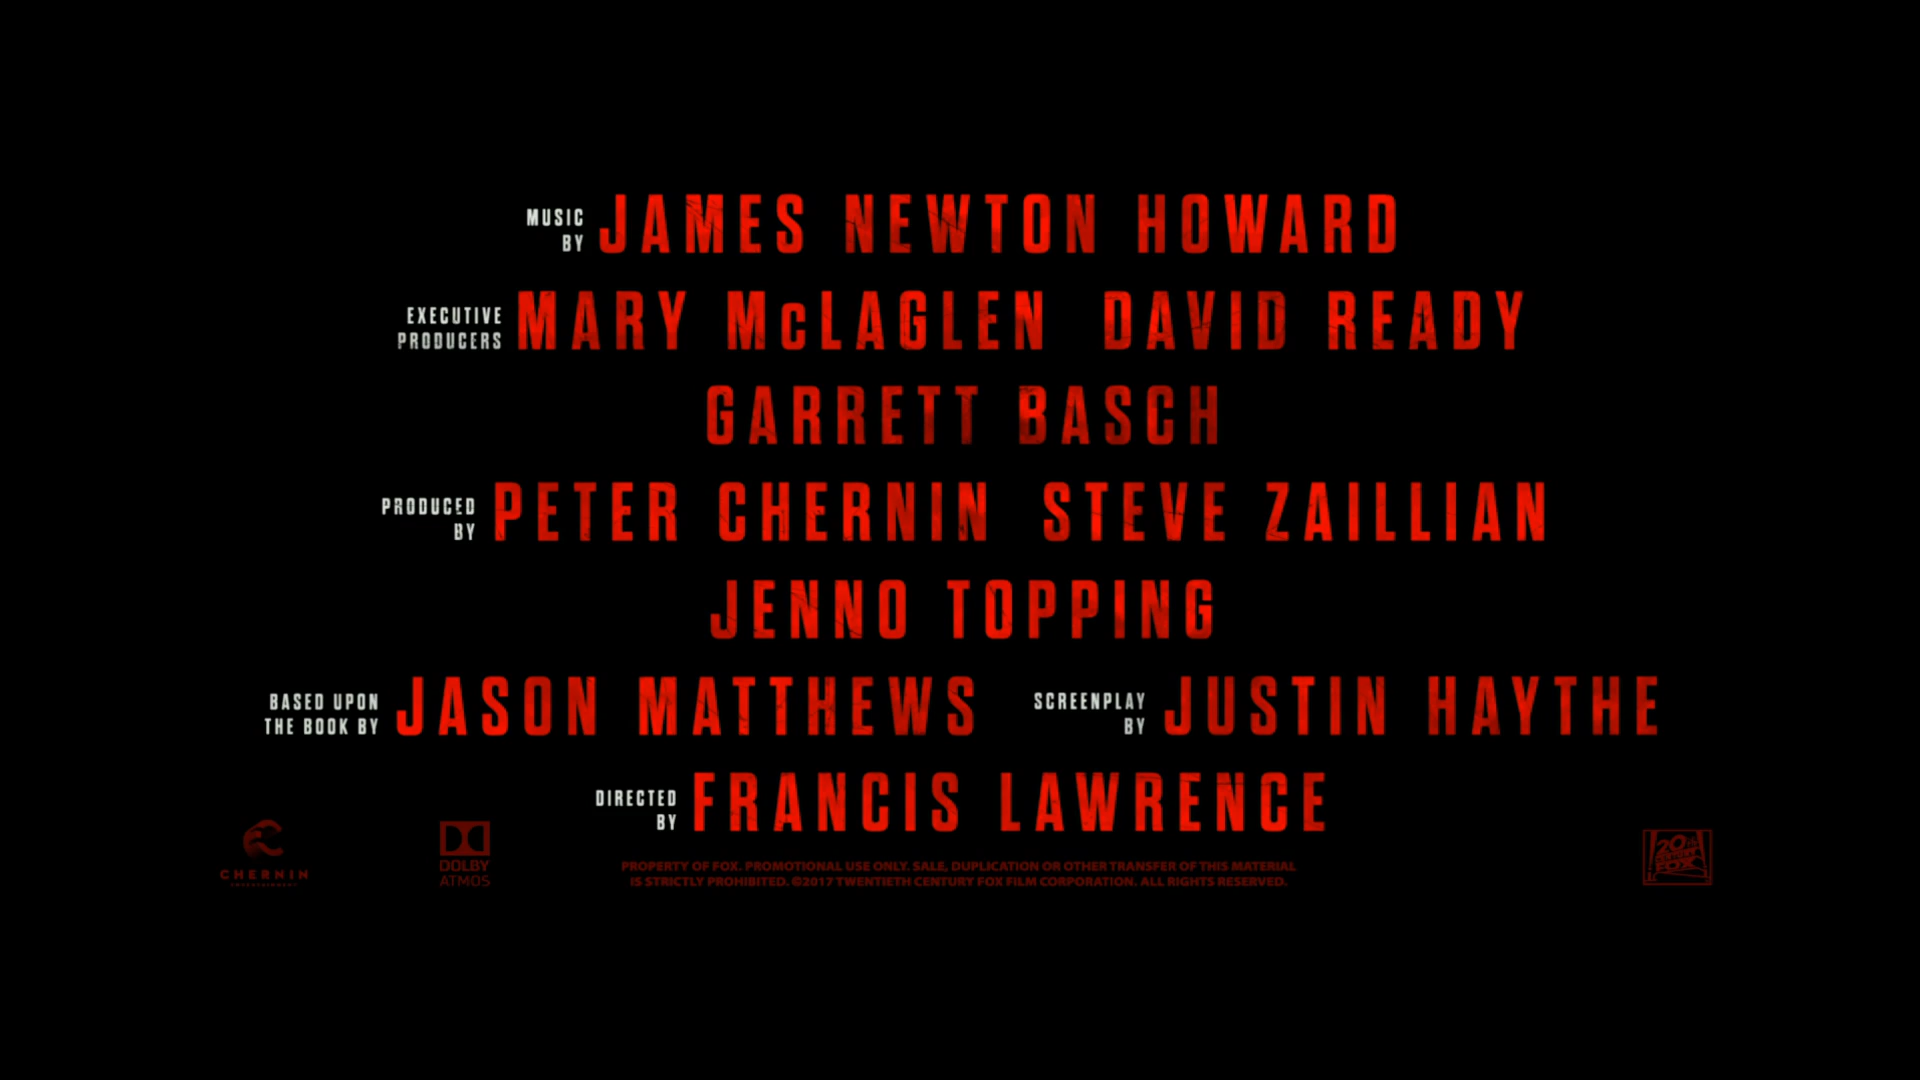 MUSIC BY JAMES NEWTON HOWARD
EXECUTIVE PRODUCERS MARY McLAGLEN DAVID READY
GARRETT BASCH
PRODUCED BY PETER CHERNIN STEVE ZAILLIAN
JENNO TOPPING
BASED UPON THE BOOK BY JASON MATTHEWS SCREENPLAY BY JUSTIN HAYTHE
DIRECTED BY FRANCIS LAWRENCE
CHERNIN
ENTERTAINMENT
DOLBY
ATMOS
PROPERTY OF FOX. PROMOTIONAL USE ONLY. SALE, DUPLICATION OR OTHER TRANSFER OF THIS MATERIAL
IS STRICTLY PROHIBITED. ©2017 TWENTIETH CENTURY FOX FILM CORPORATION. ALL RIGHTS RESERVED.
20th
CENTURY
FOX